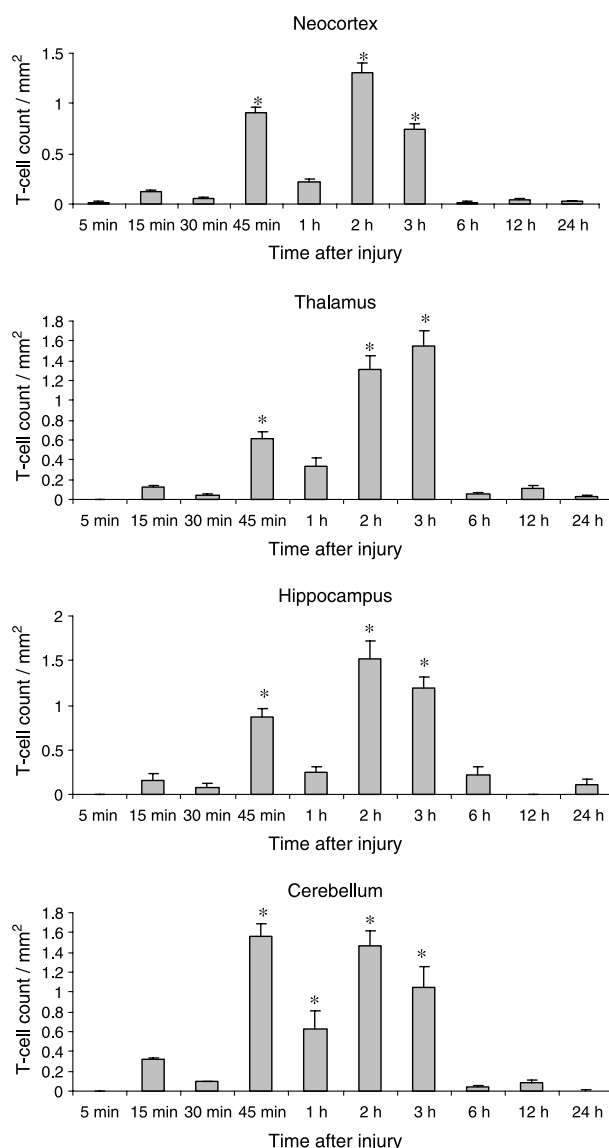 Neocortex
T-cell count / mm²
1.5
1
0.5
0
* * *
5 min 15 min 30 min 45 min 1 h 2 h 3 h 6 h 12 h 24 h
Time after injury
Thalamus
T-cell count / mm²
1.8
1.6
1.4
1.2
1
0.8
0.6
0.4
0.2
0
* * *
5 min 15 min 30 min 45 min 1 h 2 h 3 h 6 h 12 h 24 h
Time after injury
Hippocampus
T-cell count / mm²
2
1.5
1
0.5
0
* * *
5 min 15 min 30 min 45 min 1 h 2 h 3 h 6 h 12 h 24 h
Time after injury
Cerebellum
T-cell count / mm²
1.8
1.6
1.4
1.2
1
0.8
0.6
0.4
0.2
0
* * * *
5 min 15 min 30 min 45 min 1 h 2 h 3 h 6 h 12 h 24 h
Time after injury